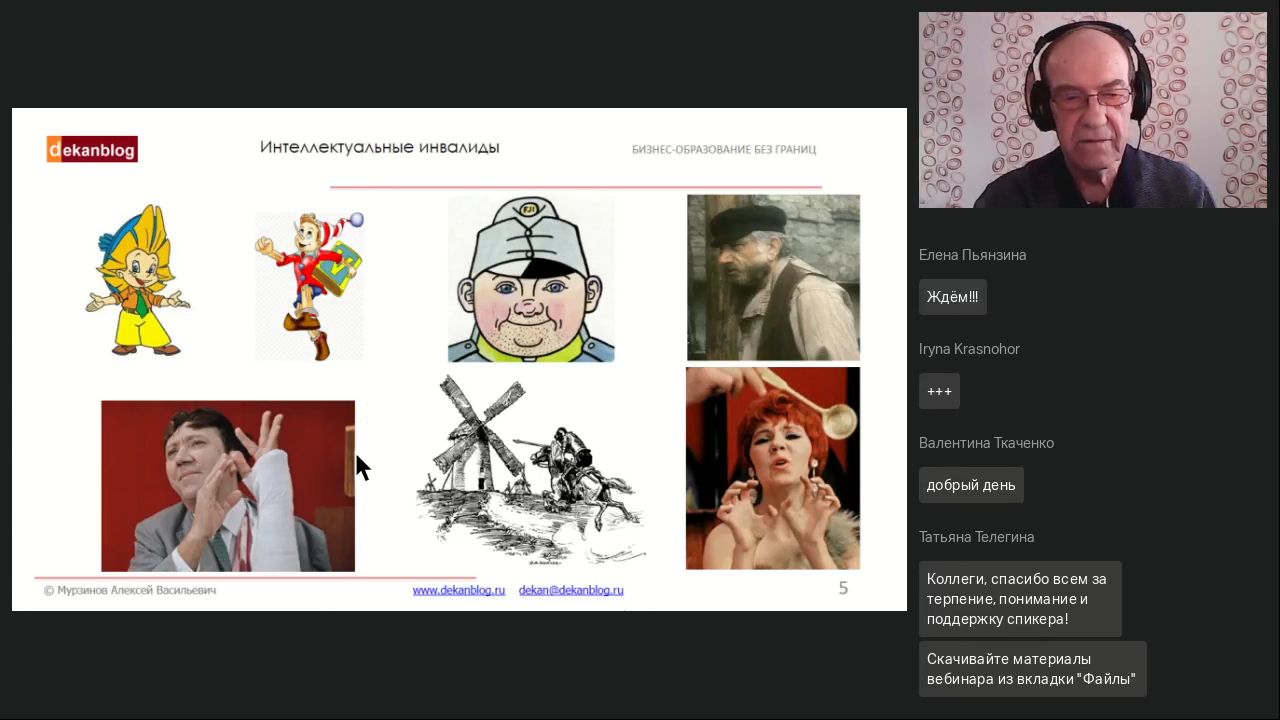 dekanblog
Интеллектуальные инвалиды
БИЗНЕС-ОБРАЗОВАНИЕ БЕЗ ГРАНИЦ
FJI
© Мурзинов Алексей Васильевич
www.dekanblog.ru dekan@dekanblog.ru
5
Елена Пьянзина
Ждём!!!
Iryna Krasnohor
+++
Валентина Ткаченко
добрый день
Татьяна Телегина
Коллеги, спасибо всем за
терпение, понимание и
поддержку спикера!
Скачивайте материалы
вебинара из вкладки "Файлы"